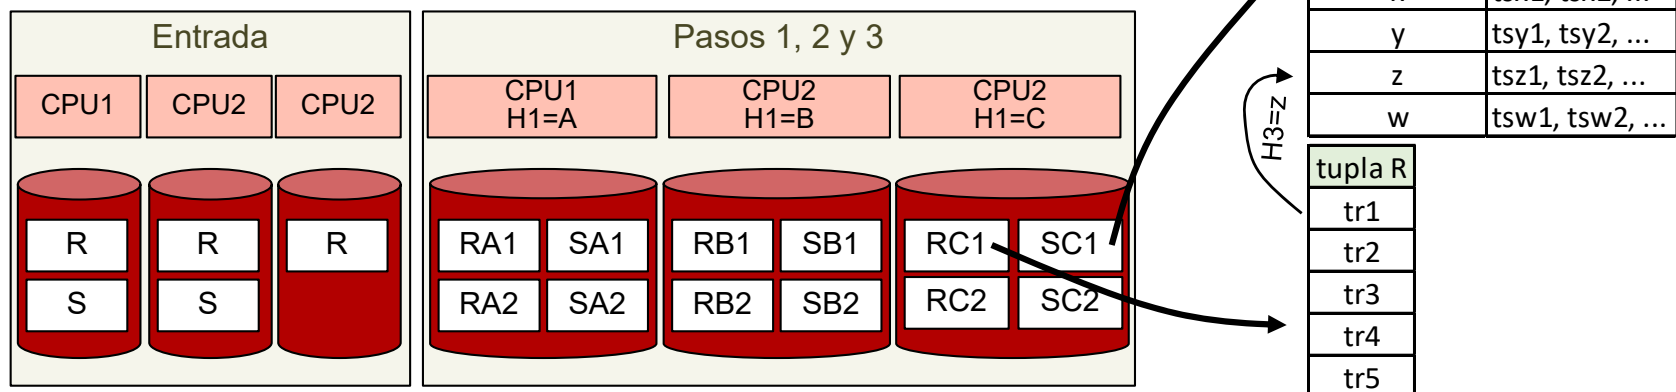 Entrada
CPU1
CPU2
CPU2
R
R
R
S
S
Pasos 1, 2 y 3
CPU1
H1=A
CPU2
H1=B
CPU2
H1=C
RA1
SA1
RB1
SB1
RC1
SC1
RA2
SA2
RB2
SB2
RC2
SC2
y
tsy1, tsy2, ...
z
tsz1, tsz2, ...
w
tsw1, tsw2, ...
H3=z
tupla R
tr1
tr2
tr3
tr4
tr5